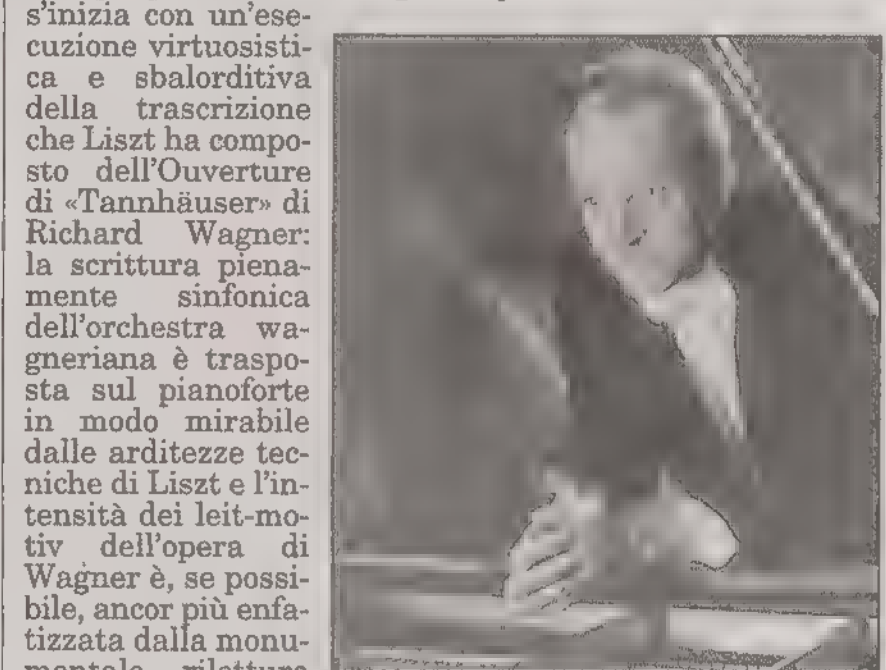 s'inizia con un'ese-
cuzione virtuosisti-
ca e sbalorditiva
della trascrizione
che Liszt ha compo-
sto dell'Ouverture
di «Tannhäuser» di
Richard Wagner:
la scrittura piena-
mente sinfonica
dell'orchestra wa-
gneriana è traspo-
sta sul pianoforte
in modo mirabile
dalle arditezze tec-
niche di Liszt e l'in-
tensità dei leit-mo-
tiv dell'opera di
Wagner è, se possi-
bile, ancor più enfa-
tizzata dalla monu-
mentale rilettura